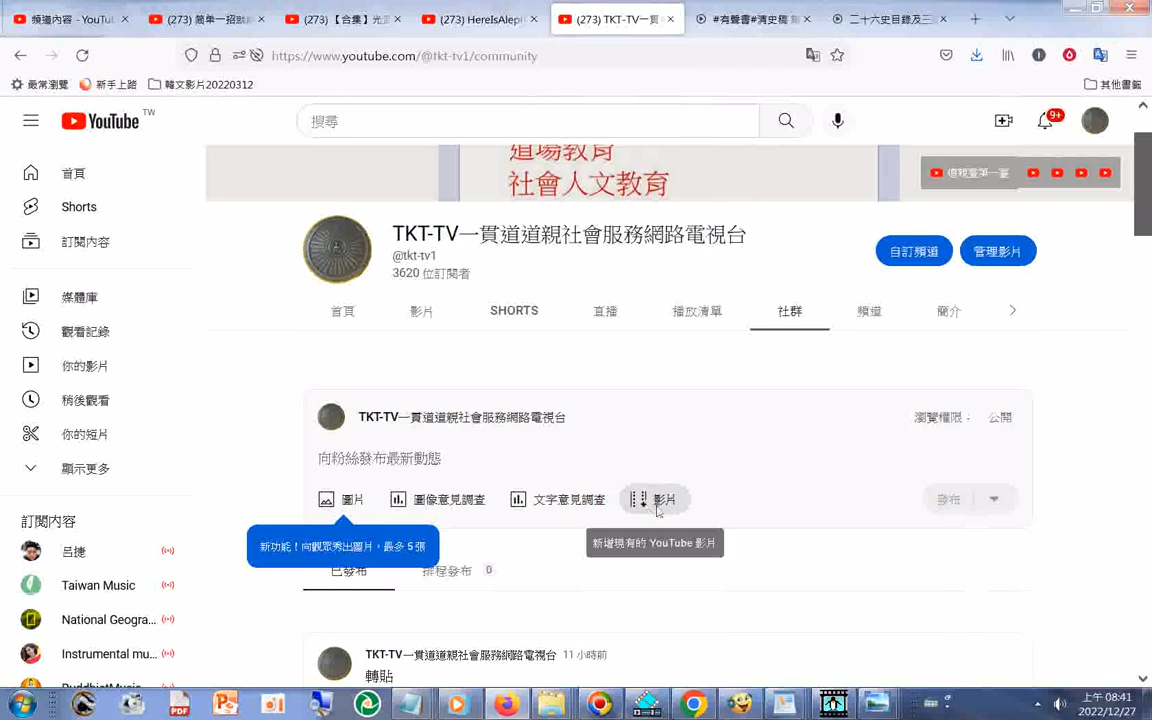 頻道內容 - YouTu
(273) 簡单一招就
(273) 【合集】光
(273) HereIsAlep
(273) TKT-TV一貫
#有聲書#清史稿
二十六史目錄及三
https://www.youtube.com/@tkt-tv1/community
最常瀏覽
新手上路
韓文影片20220312
其他書籤
YouTube TW
搜尋
9+
道場教育
社會人文教育
首頁
Shorts
訂閱內容
媒體庫
觀看記錄
你的影片
稍後觀看
你的短片
顯示更多
訂閱內容
呂捷
Taiwan Music
National Geogra...
Instrumental mu...
BuddhistMusic
TKT-TV一貫道道親社會服務網路電視台
@tkt-tv1
3620 位訂閱者
自訂頻道
管理影片
首頁
影片
SHORTS
直播
播放清單
社群
頻道
簡介
TKT-TV一貫道道親社會服務網路電視台
瀏覽權限：
公開
向粉絲發布最新動態
圖片
圖像意見調查
文字意見調查
影片
發布
新功能！向觀眾秀出圖片，最多 5 張
新增現有的 YouTube 影片
已發布
排程發布 0
TKT-TV一貫道道親社會服務網路電視台 11 小時前
轉貼
PDF
上午 08:41
2022/12/27